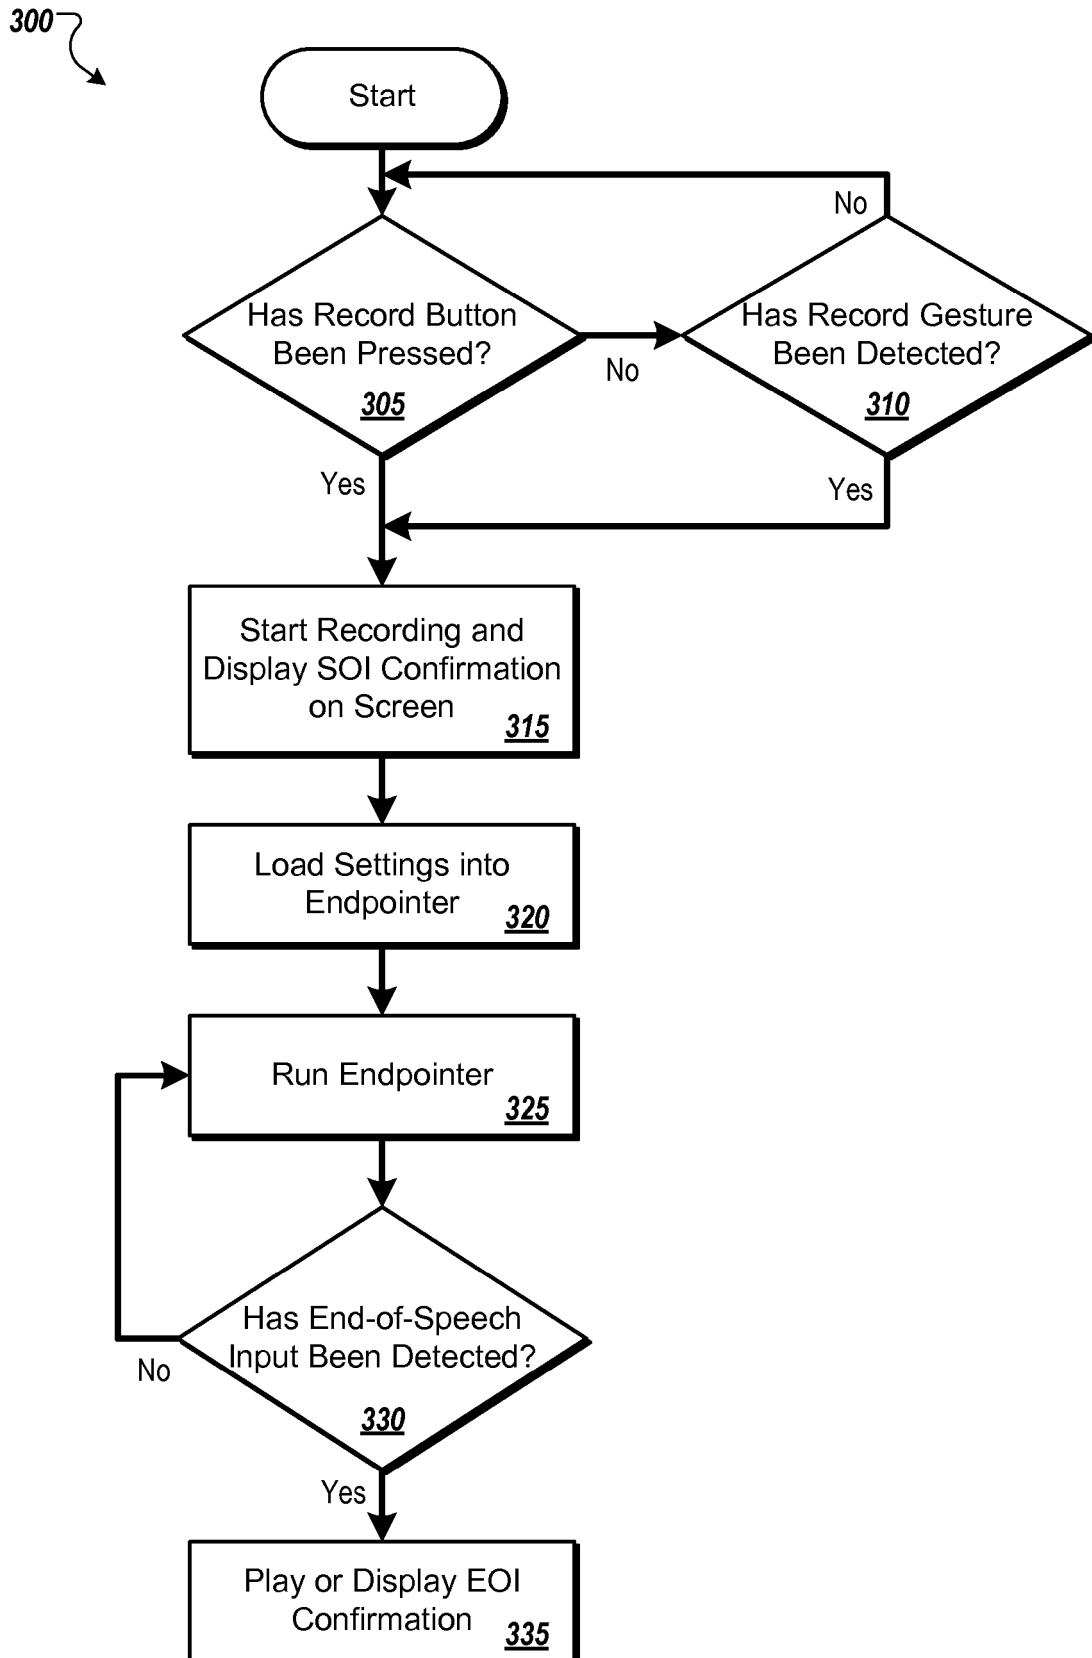 300
Start
No
Has Record Button
Been Pressed?
305
No
Has Record Gesture
Been Detected?
310
Yes
Yes
Start Recording and
Display SOI Confirmation
on Screen
315
Load Settings into
Endpointer
320
Run Endpointer
325
Has End-of-Speech
Input Been Detected?
330
No
Yes
Play or Display EOI
Confirmation
335